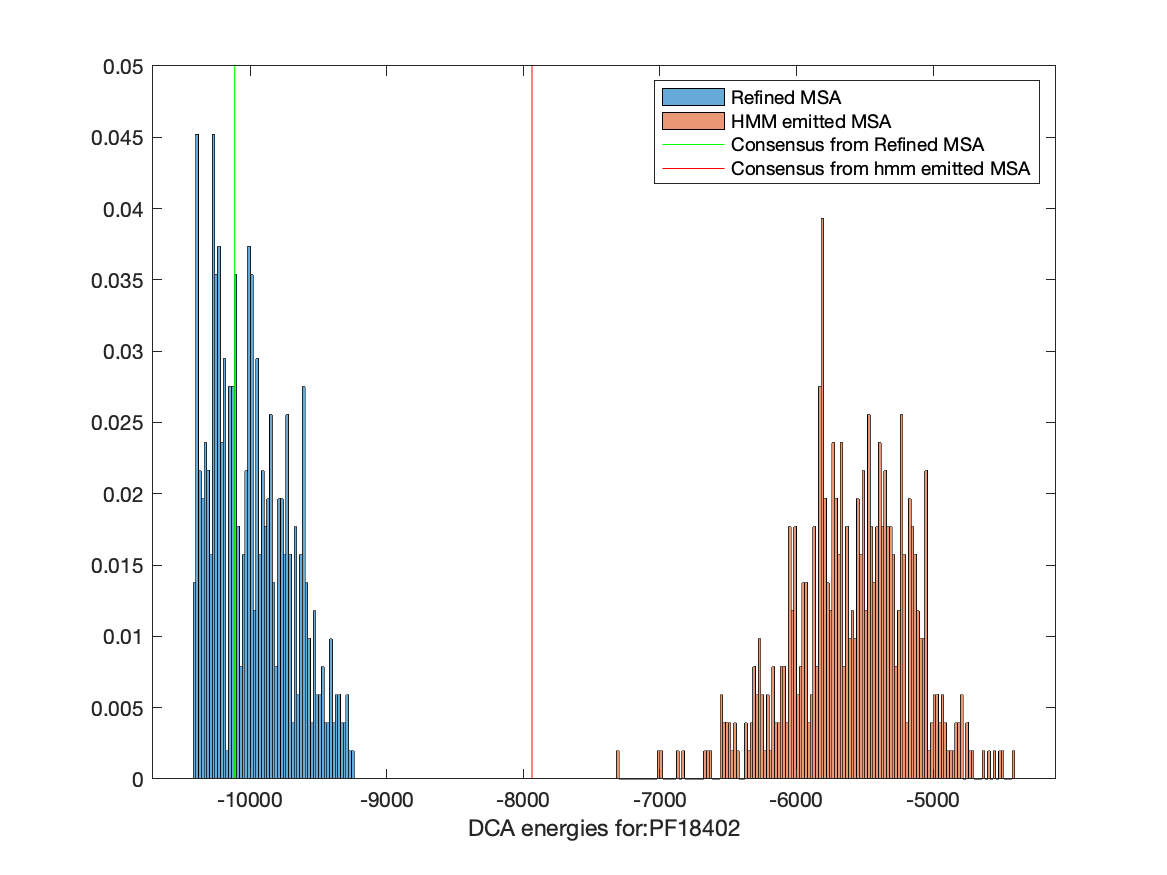 0.05
0.045
0.04
0.035
0.03
0.025
0.02
0.015
0.01
0.005
0
Refined MSA
HMM emitted MSA
Consensus from Refined MSA
Consensus from hmm emitted MSA
-10000 -9000 -8000 -7000 -6000 -5000
DCA energies for:PF18402